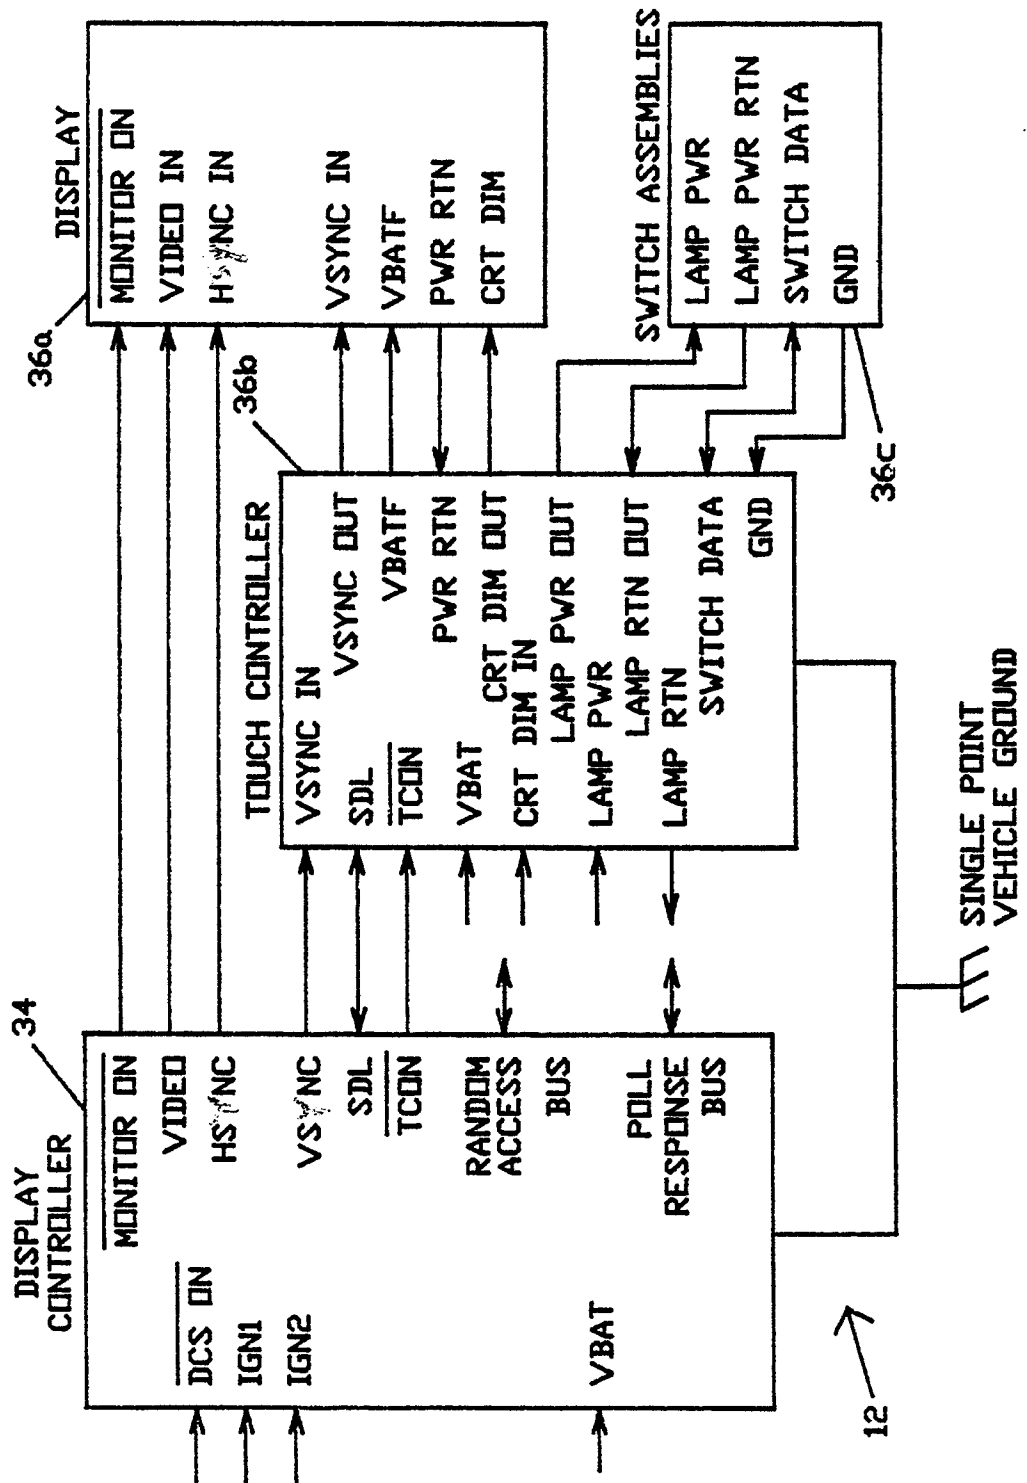 DISPLAY
CONTROLLER
34
DCS ON
IGN1
IGN2
VBAT
MONITOR ON
VIDEO
HSYNC
VSYNC
SDL
TCON
RANDOM
ACCESS
BUS
POLL
RESPONSE
BUS
12
TOUCH CONTROLLER
36b
VSYNC IN
SDL
TCON
VBAT
CRT DIM IN
LAMP PWR
LAMP RTN
VSYNC OUT
VBATF
PWR RTN
CRT DIM OUT
LAMP PWR OUT
LAMP RTN OUT
SWITCH DATA
GND
SINGLE POINT
VEHICLE GROUND
DISPLAY
36a
MONITOR ON
VIDEO IN
HSYNC IN
VSYNC IN
VBATF
PWR RTN
CRT DIM
SWITCH ASSEMBLIES
LAMP PWR
LAMP PWR RTN
SWITCH DATA
GND
36c